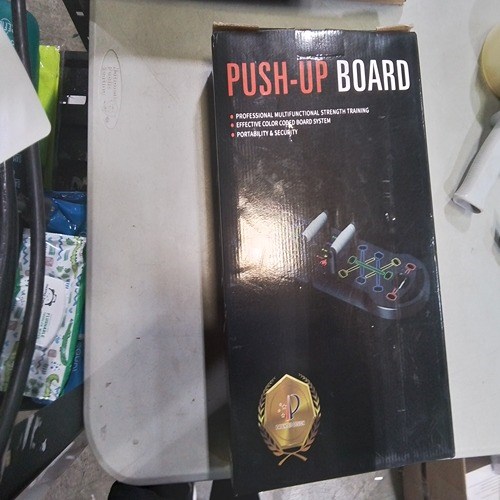 PUSH-UP BOARD
PROFESSIONAL MULTIFUNCTIONAL STRENGTH TRAINING
EFFECTIVE COLOR CODED BOARD SYSTEM
PORTABILITY & SECURITY
P